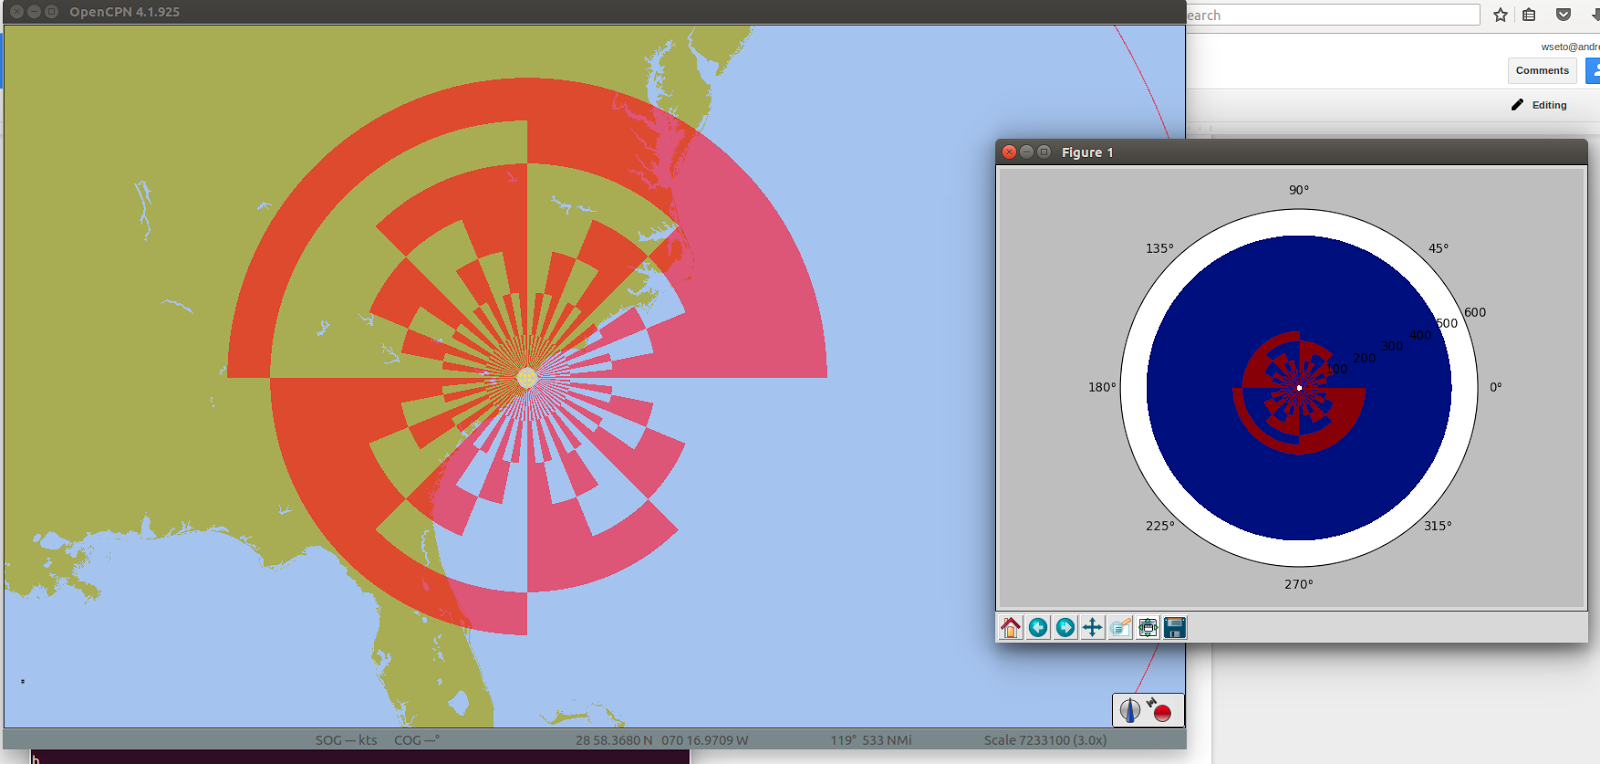 OpenCPN 4.1.925
earch
wseto@andre
Comments
Editing
Figure 1
90°
135°
45°
600
500
400
300
200
100
180°
0°
225°
315°
270°
SOG --- kts COG ---° 28 58.3680 N 070 16.9709 W 119° 533 NMi Scale 7233100 (3.0x)
h